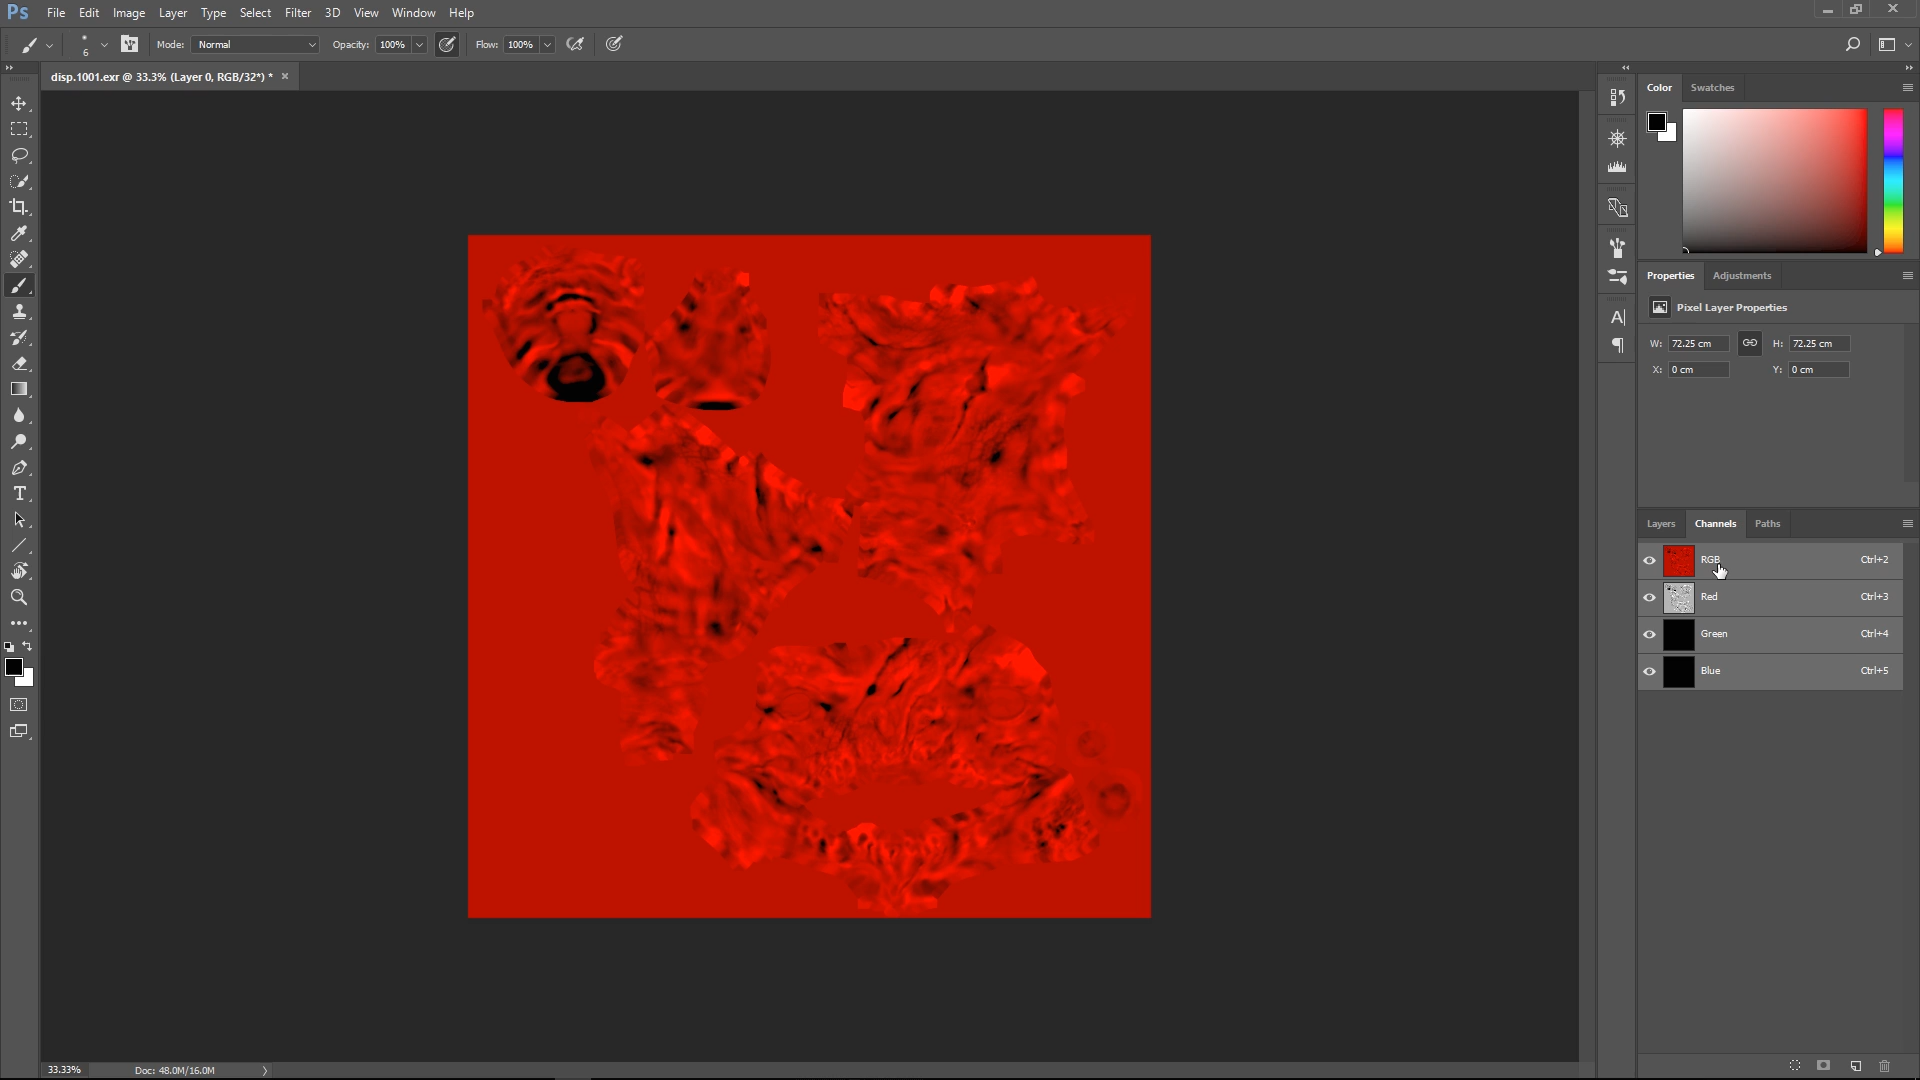 Ps File Edit Image Layer Type Select Filter 3D View Window Help
6 Mode: Normal Opacity: 100% Flow: 100%
disp.1001.exr @ 33.3% (Layer 0, RGB/32*) *
Color Swatches
Properties Adjustments
Pixel Layer Properties
W: 72.25 cm H: 72.25 cm
X: 0 cm Y: 0 cm
Layers Channels Paths
RGB Ctrl+2
Red Ctrl+3
Green Ctrl+4
Blue Ctrl+5
33.33% Doc: 48.0M/16.0M